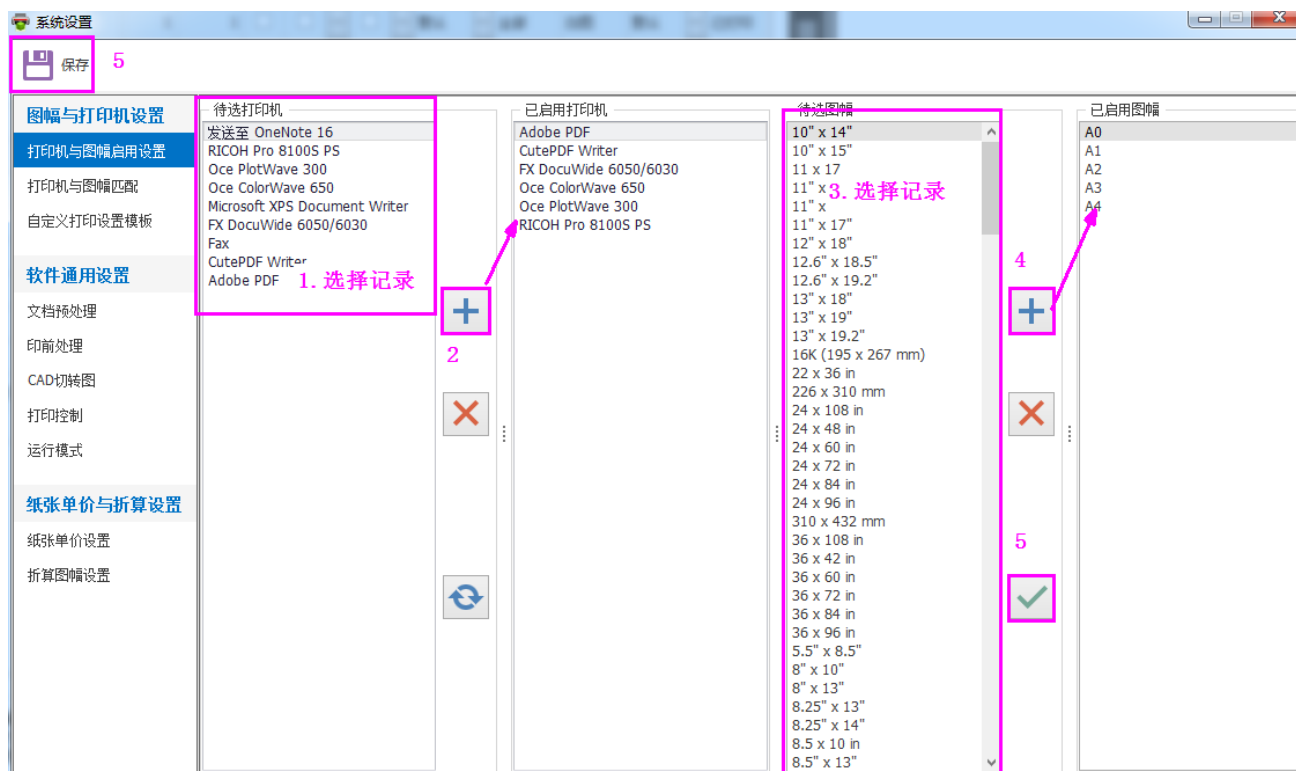 系统设置
保存
5
图幅与打印机设置
打印机与图幅启用设置
打印机与图幅匹配
自定义打印设置模板
软件通用设置
文档预处理
印前处理
CAD切转图
打印控制
运行模式
纸张单价与折算设置
纸张单价设置
折算图幅设置
待选打印机
发送至 OneNote 16
RICOH Pro 8100S PS
Oce PlotWave 300
Oce ColorWave 650
Microsoft XPS Document Writer
FX DocuWide 6050/6030
Fax
CutePDF Writer
Adobe PDF
1. 选择记录
2
已启用打印机
Adobe PDF
CutePDF Writer
FX DocuWide 6050/6030
Oce ColorWave 650
Oce PlotWave 300
RICOH Pro 8100S PS
待选图幅
10" x 14"
10" x 15"
11 x 17
11" x
11" x
3. 选择记录
11" x 17"
12" x 18"
12.6" x 18.5"
12.6" x 19.2"
13" x 18"
13" x 19"
13" x 19.2"
16K (195 x 267 mm)
22 x 36 in
226 x 310 mm
24 x 108 in
24 x 48 in
24 x 60 in
24 x 72 in
24 x 84 in
24 x 96 in
310 x 432 mm
36 x 108 in
36 x 42 in
36 x 60 in
36 x 72 in
36 x 84 in
36 x 96 in
5.5" x 8.5"
8" x 10"
8" x 13"
8.25" x 13"
8.25" x 14"
8.5 x 10 in
8.5" x 13"
4
5
已启用图幅
A0
A1
A2
A3
A4